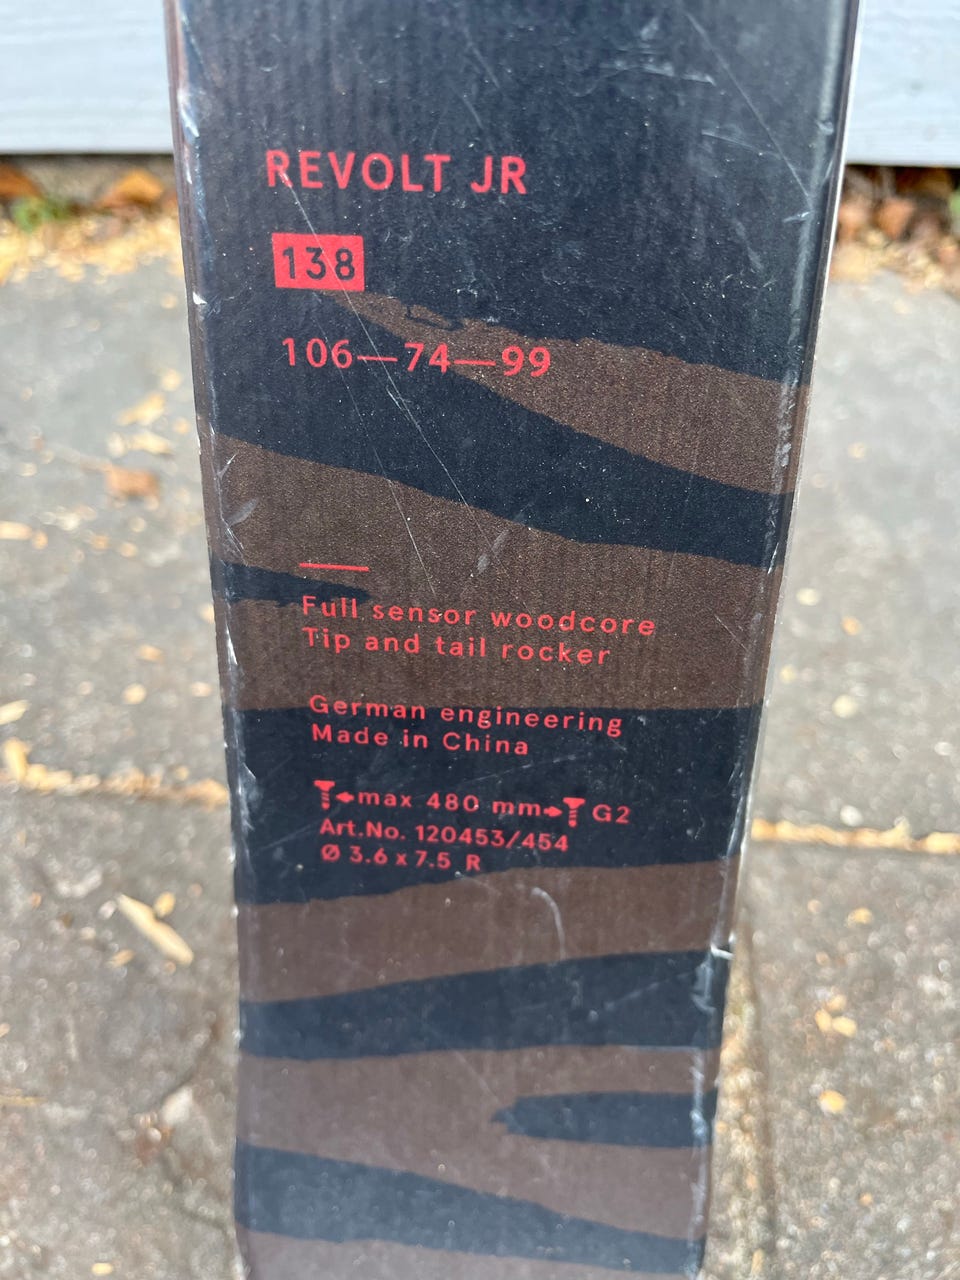 REVOLT JR
138
106—74—99
Full sensor woodcore
Tip and tail rocker
German engineering
Made in China
max 480 mm G2
Art.No. 120453/454
Ø 3.6 x 7.5 R